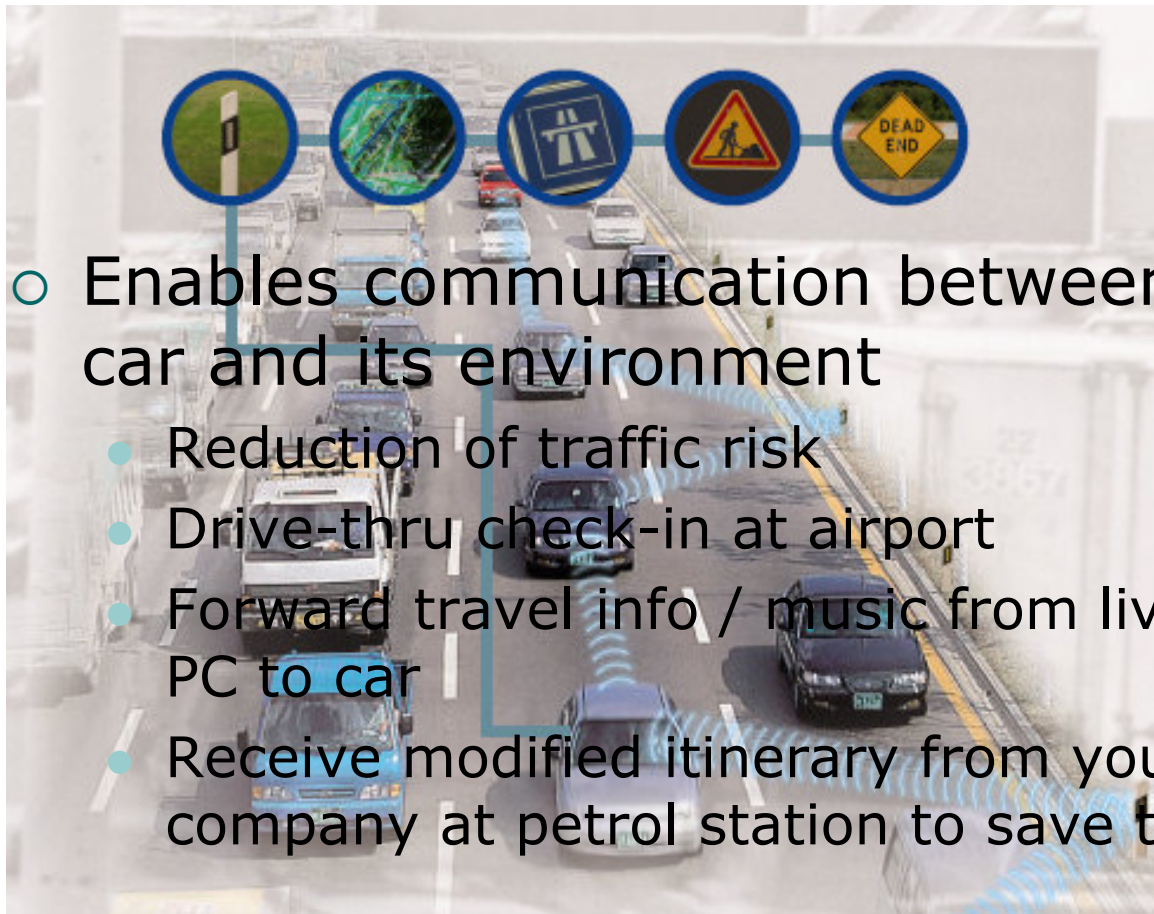 DEAD
END
Enables communication between
car and its environment
Reduction of traffic risk
Drive-thru check-in at airport
Forward travel info / music from liv
PC to car
Receive modified itinerary from you
company at petrol station to save t